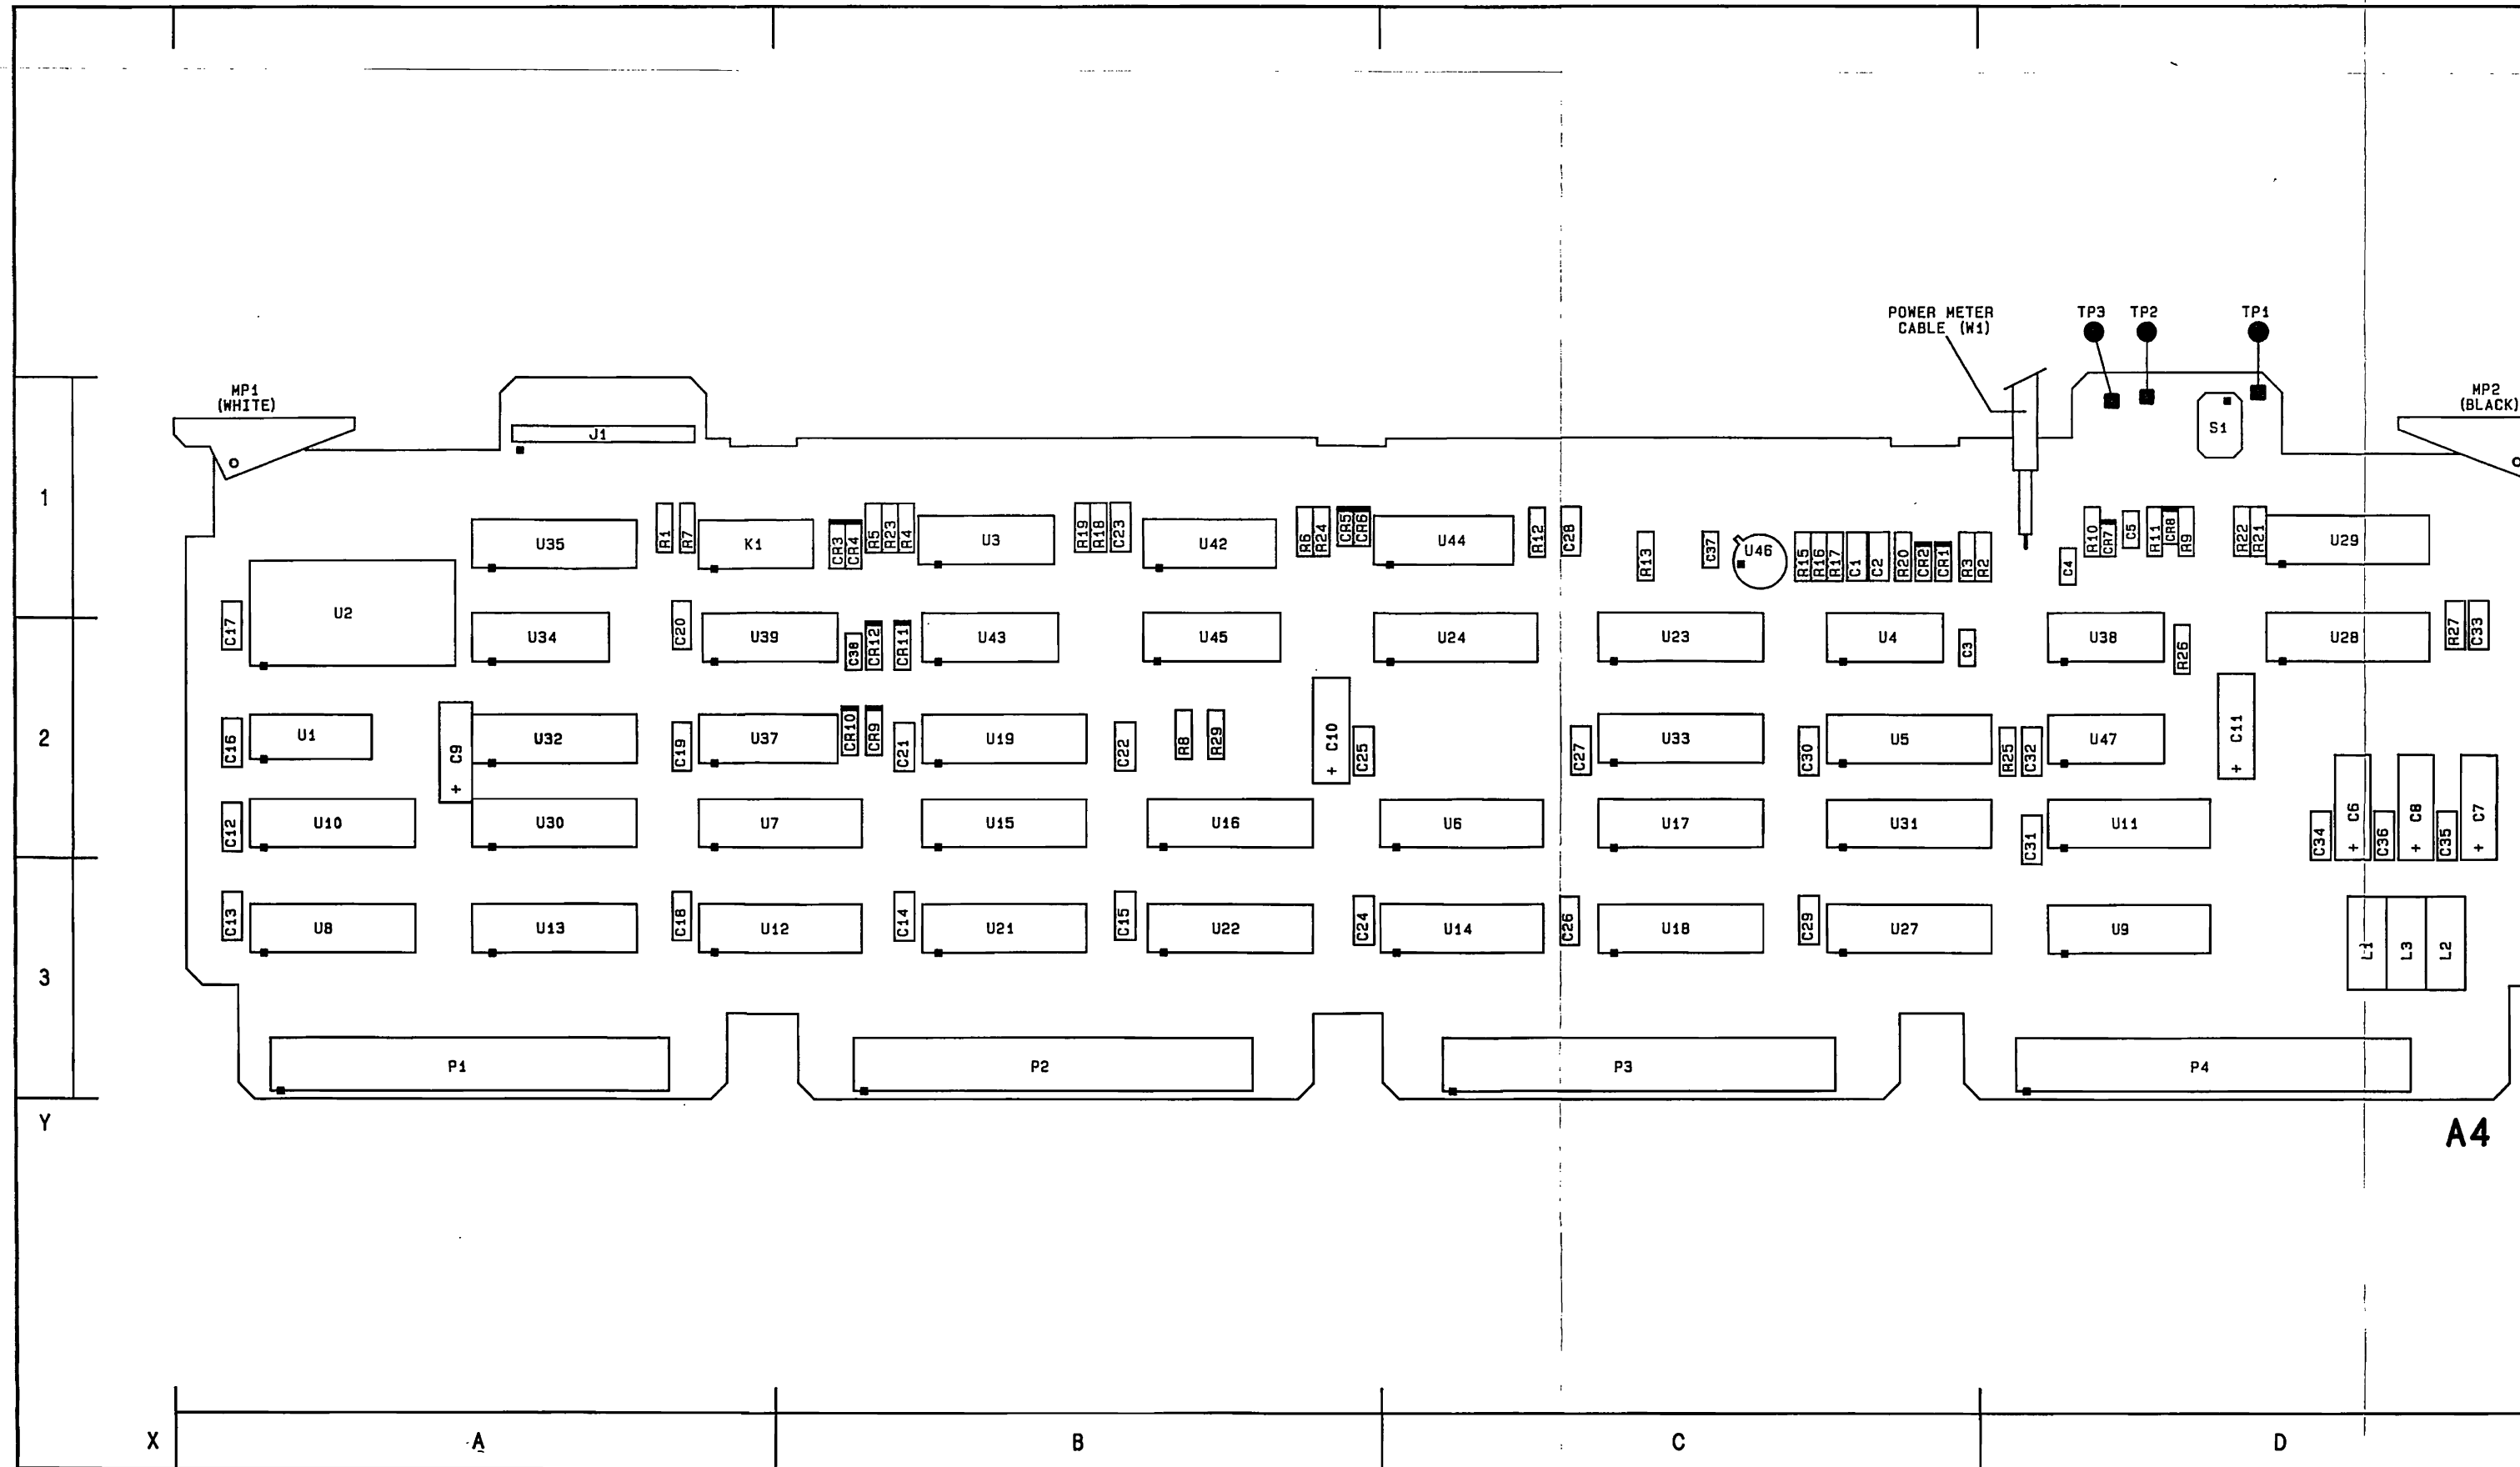 POWER METER
CABLE (W1)
TP3 TP2 TP1
MP1
(WHITE)
MP2
(BLACK)
J1
S1
1
U35
R1
R7
K1
CR3
CR4
R5
R23
R4
U3
R19
R18
C23
U42
R6
R24
CR5
CR6
U44
R12
C28
R13
C37
U46
R15
R16
R17
C1
C2
R20
CR2
CR1
R3
R2
C4
R10
CR7
C5
R11
CR8
R9
R22
R21
U29
C17
U2
U34
C20
U39
C38
CR12
CR11
U43
U45
U24
U23
U4
C3
U38
R26
U28
R27
C33
2
C16
U1
+ C9
U32
C19
U37
CR10
CR9
C21
U19
C22
R8
R29
+ C10
C25
C27
U33
C30
U5
R25
C32
U47
+ C11
C12
U10
U30
U7
U15
U16
U6
U17
U31
C31
U11
C34
+ C6
C36
+ C8
C35
+ C7
3
C13
U8
U13
C18
U12
C14
U21
C15
U22
C24
U14
C26
U18
C29
U27
U9
L1
L3
L2
P1
P2
P3
P4
Y
A4
X A B C D